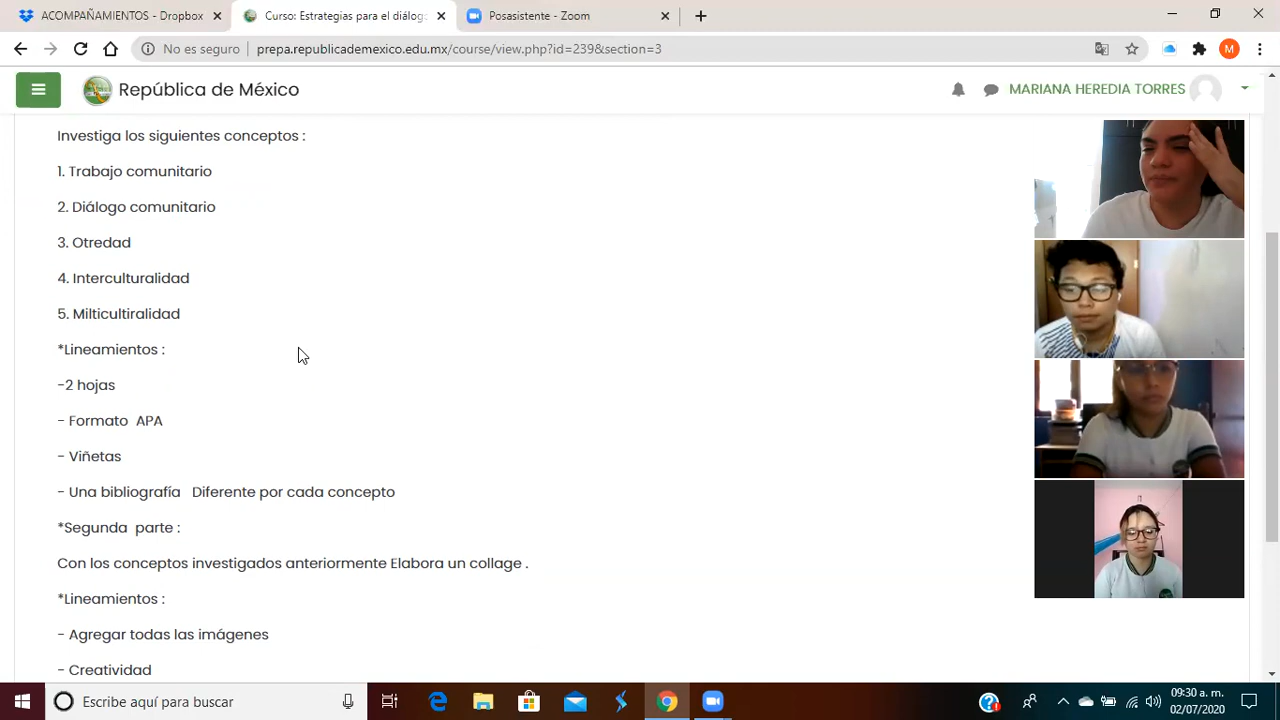 ACOMPAÑAMIENTOS - Dropbox
Curso: Estrategias para el diálogo
Posasistente - Zoom
No es seguro prepa.republicademexico.edu.mx/course/view.php?id=239&section=3
M
República de México
MARIANA HEREDIA TORRES
Investiga los siguientes conceptos :
1. Trabajo comunitario
2. Diálogo comunitario
3. Otredad
4. Interculturalidad
5. Milticultiralidad
*Lineamientos :
-2 hojas
- Formato APA
- Viñetas
- Una bibliografía Diferente por cada concepto
*Segunda parte :
Con los conceptos investigados anteriormente Elabora un collage .
*Lineamientos :
- Agregar todas las imágenes
- Creatividad
Escribe aquí para buscar
09:30 a. m.
02/07/2020